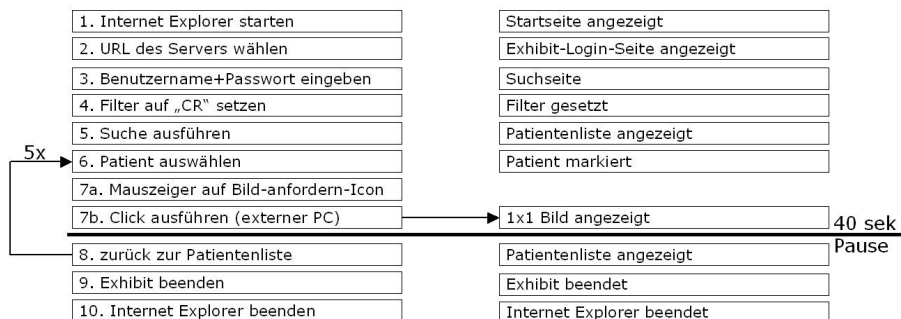 1. Internet Explorer starten
Startseite angezeigt
2. URL des Servers wählen
Exhibit-Login-Seite angezeigt
3. Benutzername+Passwort eingeben
Suchseite
4. Filter auf „CR“ setzen
Filter gesetzt
5. Suche ausführen
Patientenliste angezeigt
5x
6. Patient auswählen
Patient markiert
7a. Mauszeiger auf Bild-anfordern-Icon
7b. Click ausführen (externer PC)
1x1 Bild angezeigt
40 sek
Pause
8. zurück zur Patientenliste
Patientenliste angezeigt
9. Exhibit beenden
Exhibit beendet
10. Internet Explorer beenden
Internet Explorer beendet